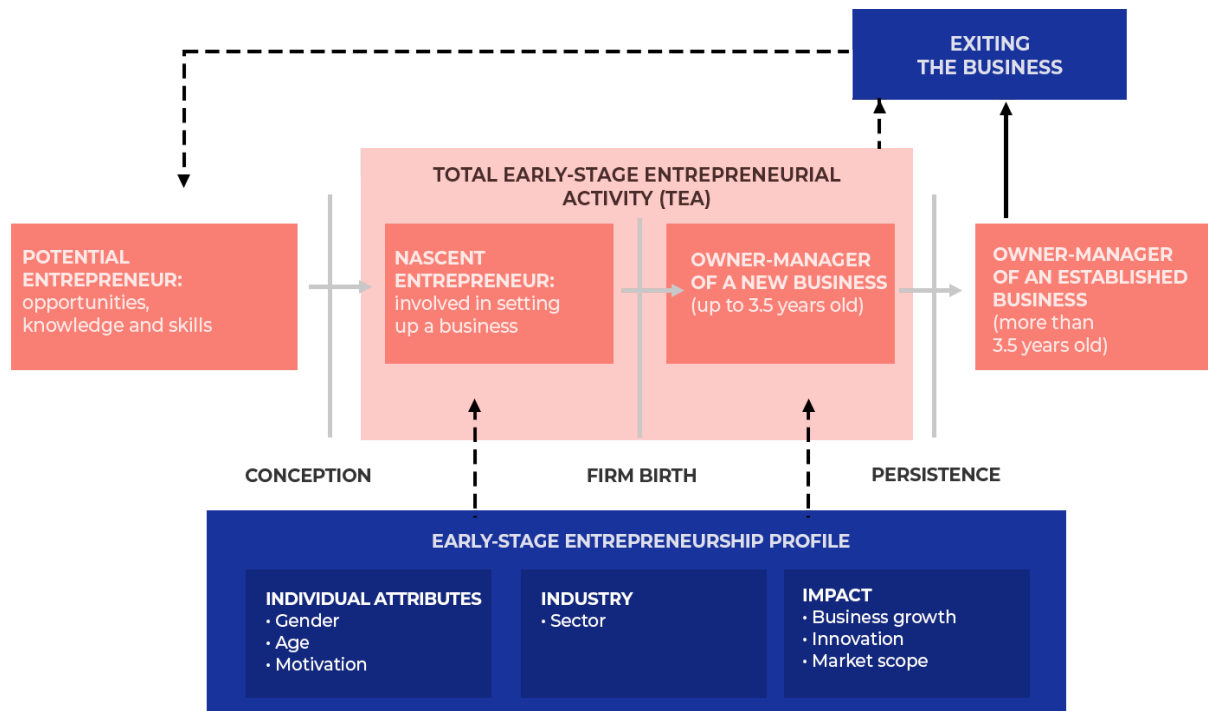 EXITING
THE BUSINESS
TOTAL EARLY-STAGE ENTREPRENEURIAL
ACTIVITY (TEA)
POTENTIAL
ENTREPRENEUR:
opportunities,
knowledge and skills
NASCENT
ENTREPRENEUR:
involved in setting
up a business
OWNER-MANAGER
OF A NEW BUSINESS
(up to 3.5 years old)
OWNER-MANAGER
OF AN ESTABLISHED
BUSINESS
(more than
3.5 years old)
CONCEPTION
FIRM BIRTH
PERSISTENCE
EARLY-STAGE ENTREPRENEURSHIP PROFILE
INDIVIDUAL ATTRIBUTES
• Gender
• Age
• Motivation
INDUSTRY
• Sector
IMPACT
• Business growth
• Innovation
• Market scope